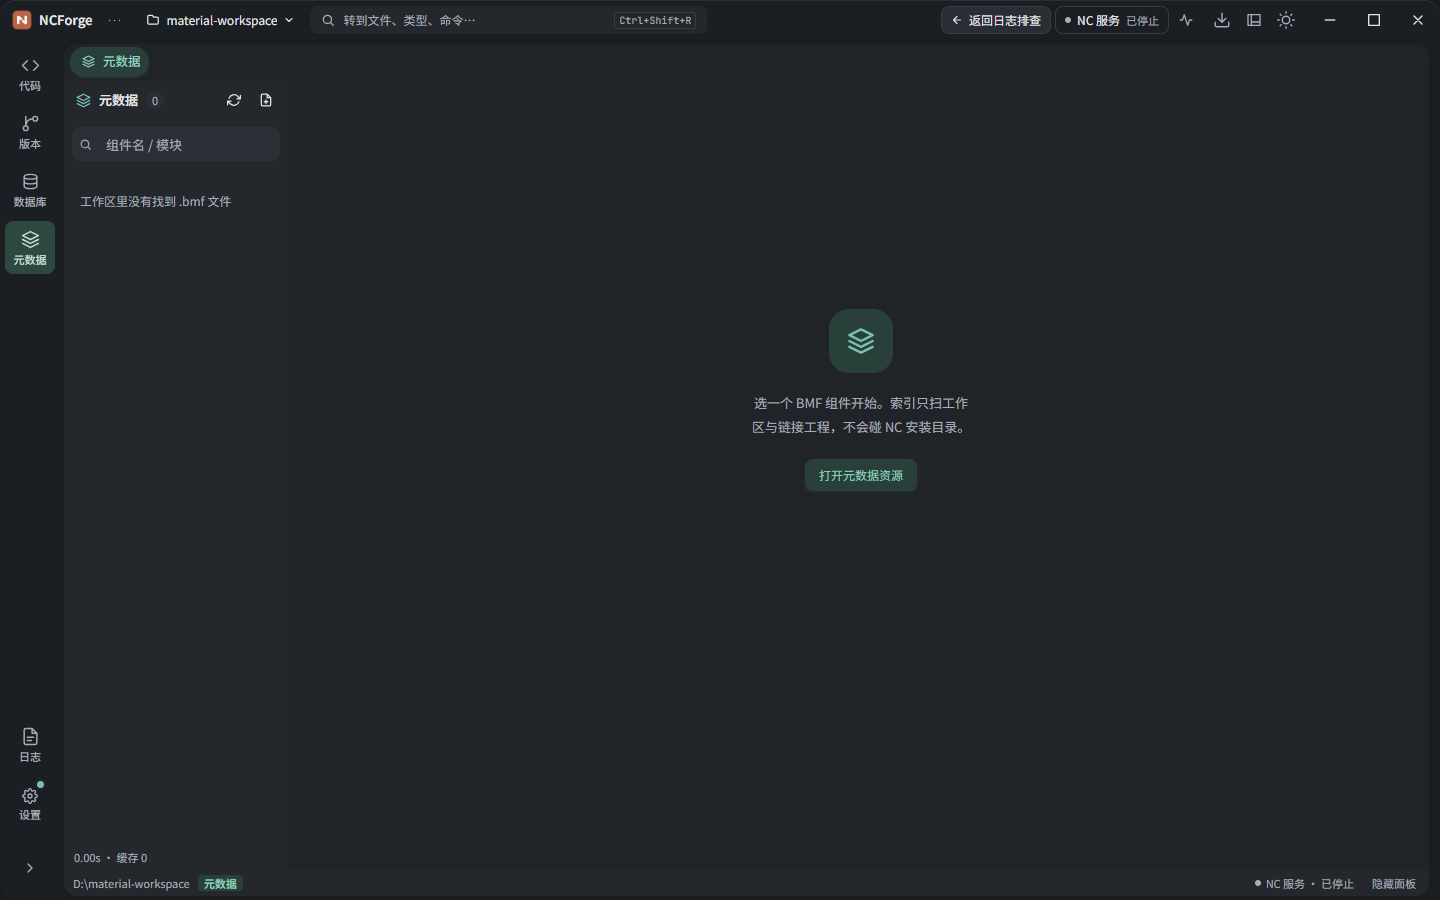 NCForge
material-workspace
转到文件、类型、命令…
Ctrl+Shift+R
返回日志排查
NC 服务 已停止
代码
版本
数据库
元数据
日志
设置
元数据
元数据 0
组件名 / 模块
工作区里没有找到 .bmf 文件
选一个 BMF 组件开始。索引只扫工作
区与链接工程，不会碰 NC 安装目录。
打开元数据资源
0.00s · 缓存 0
D:\material-workspace 元数据
NC 服务 · 已停止
隐藏面板